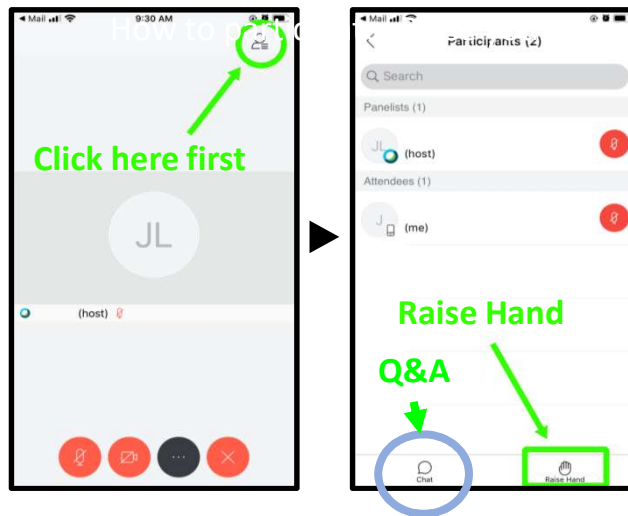 Mail
9:30 AM
How to partic
Click here first
JL
(host)
Mail
Participants (2)
Search
Panelists (1)
JL
(host)
Attendees (1)
J
(me)
Raise Hand
Q&A
Chat
Raise Hand